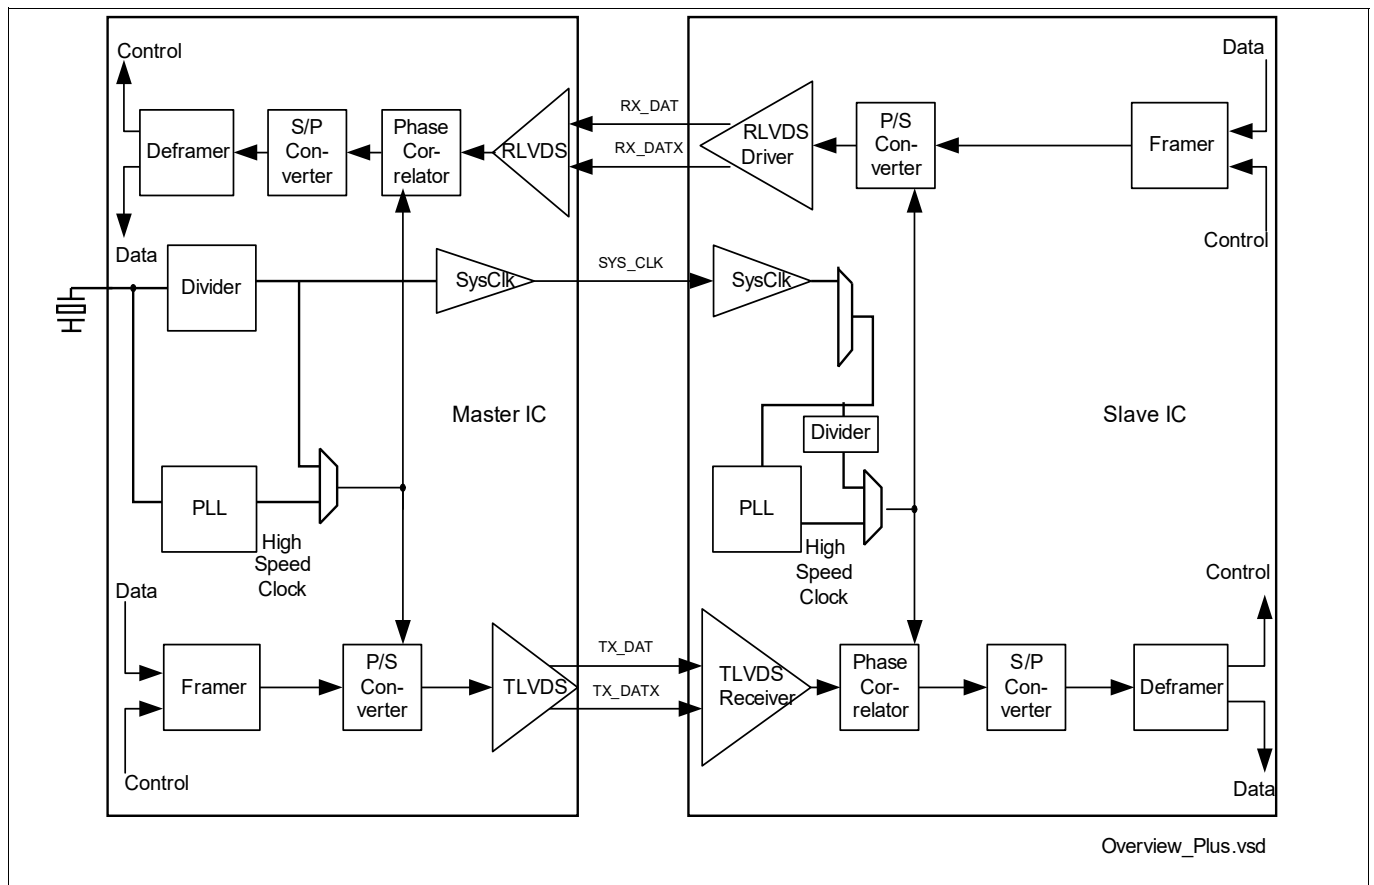 Control
Data
Deframer
S/P
Con-
verter
Phase
Cor-
relator
RLVDS
RX_DAT
RX_DATX
RLVDS
Driver
P/S
Con-
verter
Framer
Data
Control
Divider
SysClk
SYS_CLK
SysClk
Master IC
Slave IC
Divider
PLL
High
Speed
Clock
PLL
High
Speed
Clock
Data
Framer
Control
P/S
Con-
verter
TLVDS
TX_DAT
TX_DATX
TLVDS
Receiver
Phase
Cor-
relator
S/P
Con-
verter
Deframer
Control
Data
Overview_Plus.vsd